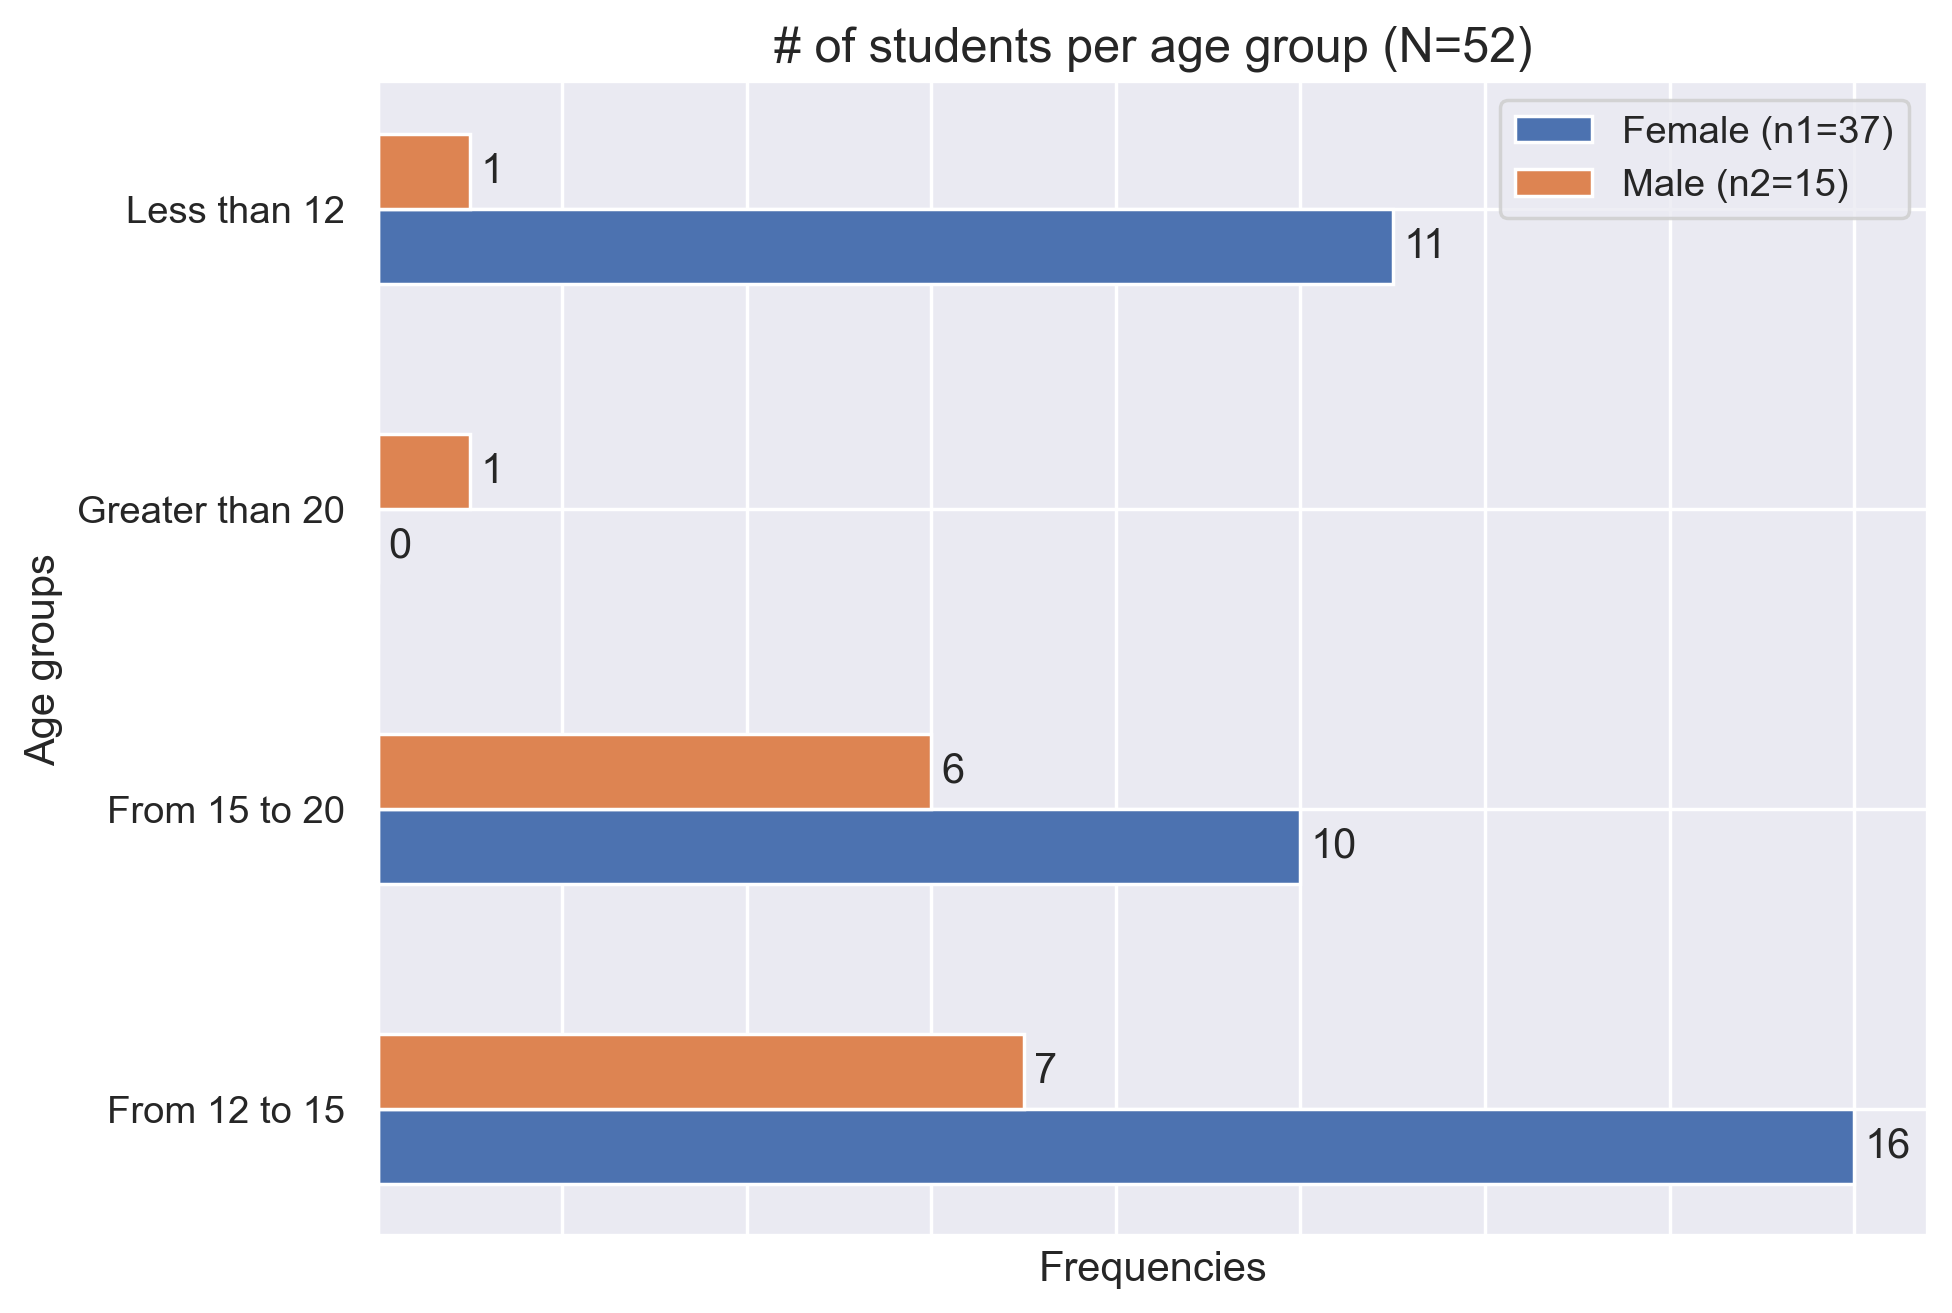 # of students per age group (N=52)
Female (n1=37)
Male (n2=15)
Less than 12
1
11
Greater than 20
1
0
From 15 to 20
6
10
From 12 to 15
7
16
Age groups
Frequencies